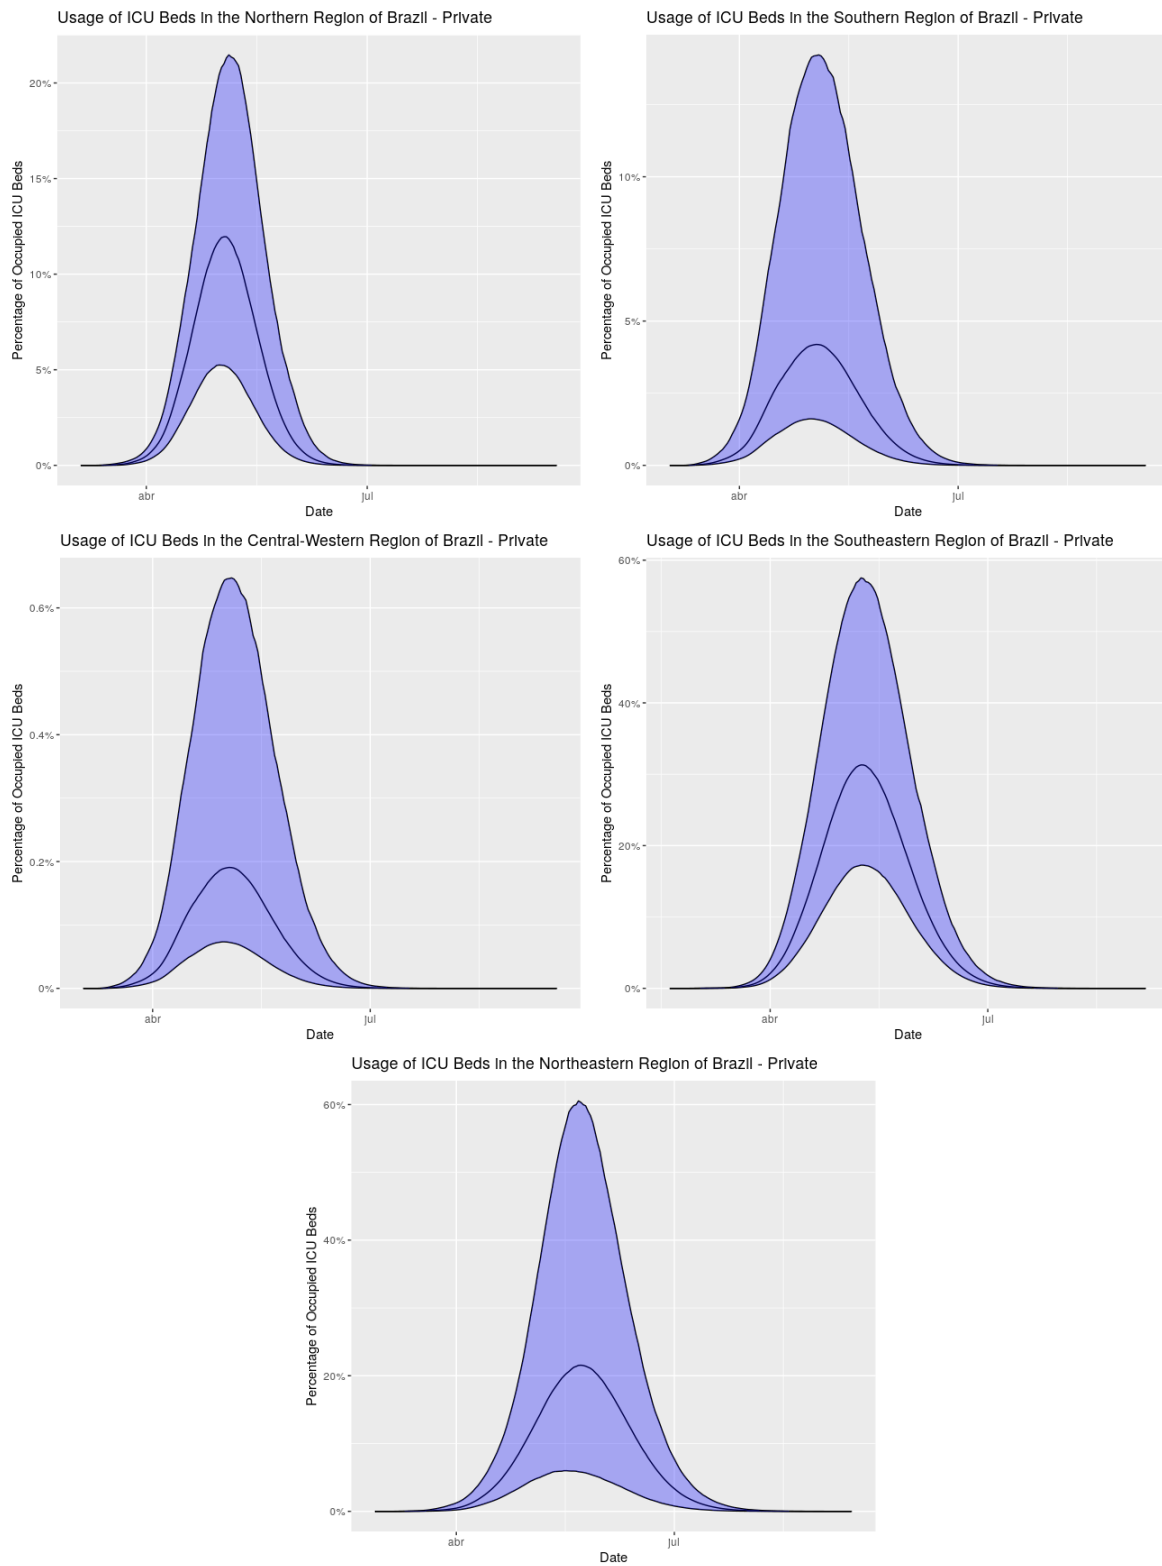 Usage of ICU Beds in the Northern Region of Brazil - Private
Percentage of Occupied ICU Beds
20%
15%
10%
5%
0%
abr
jul
Date
Usage of ICU Beds in the Southern Region of Brazil - Private
Percentage of Occupied ICU Beds
10%
5%
0%
abr
jul
Date
Usage of ICU Beds in the Central-Western Region of Brazil - Private
Percentage of Occupied ICU Beds
0.6%
0.4%
0.2%
0%
abr
jul
Date
Usage of ICU Beds in the Southeastern Region of Brazil - Private
Percentage of Occupied ICU Beds
60%
40%
20%
0%
abr
jul
Date
Usage of ICU Beds in the Northeastern Region of Brazil - Private
Percentage of Occupied ICU Beds
60%
40%
20%
0%
abr
jul
Date